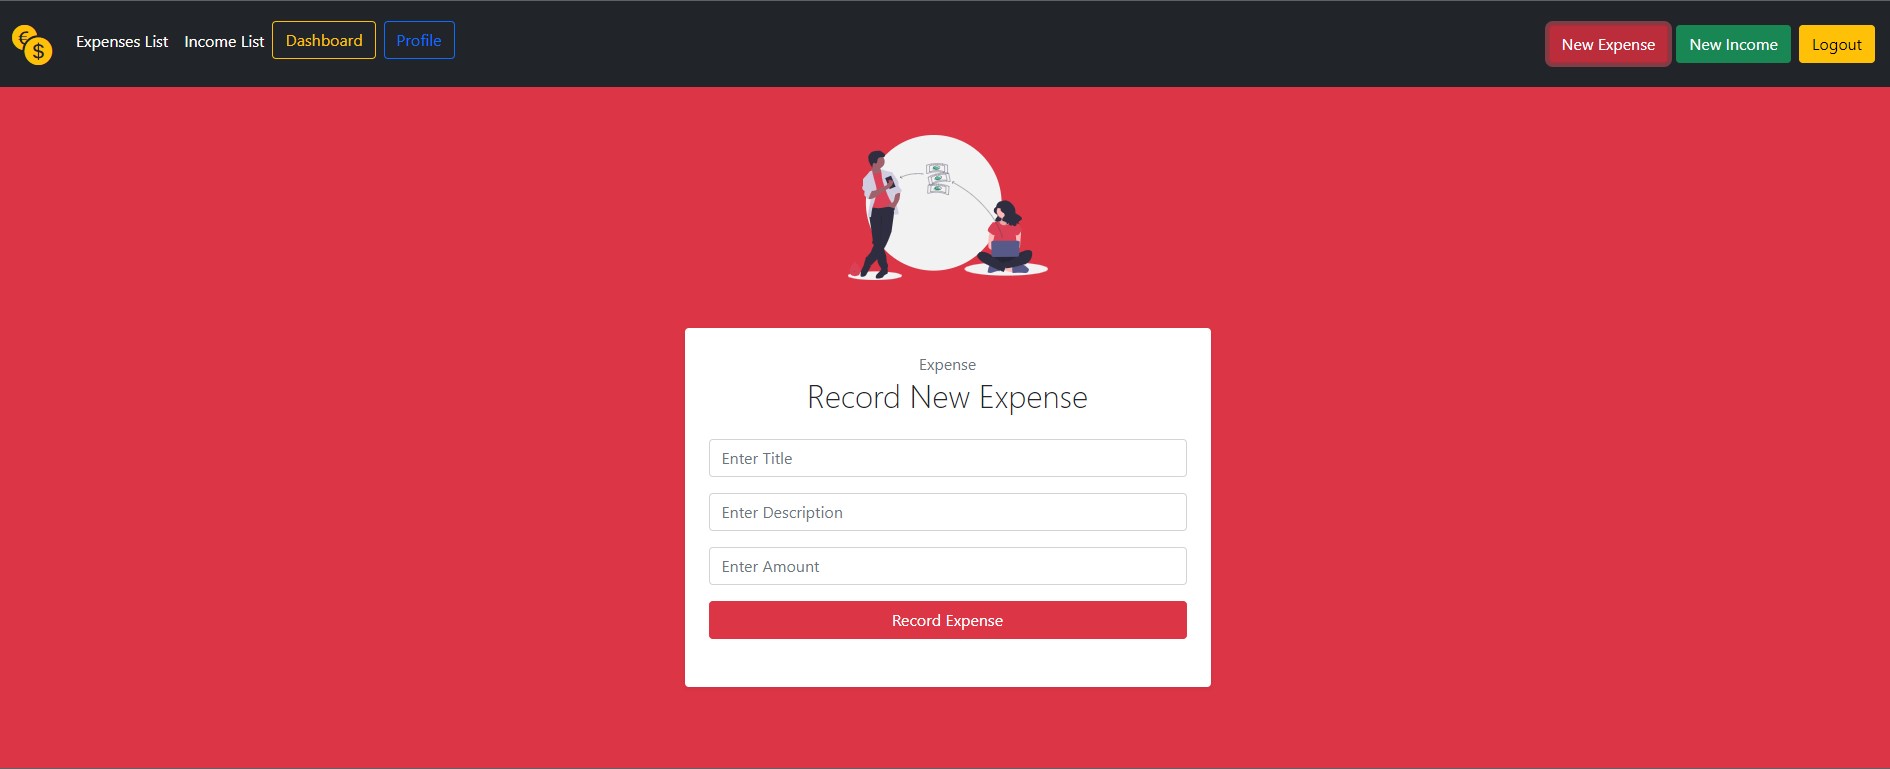 € $ Expenses List Income List Dashboard Profile New Expense New Income Logout
Expense
Record New Expense
Enter Title
Enter Description
Enter Amount
Record Expense